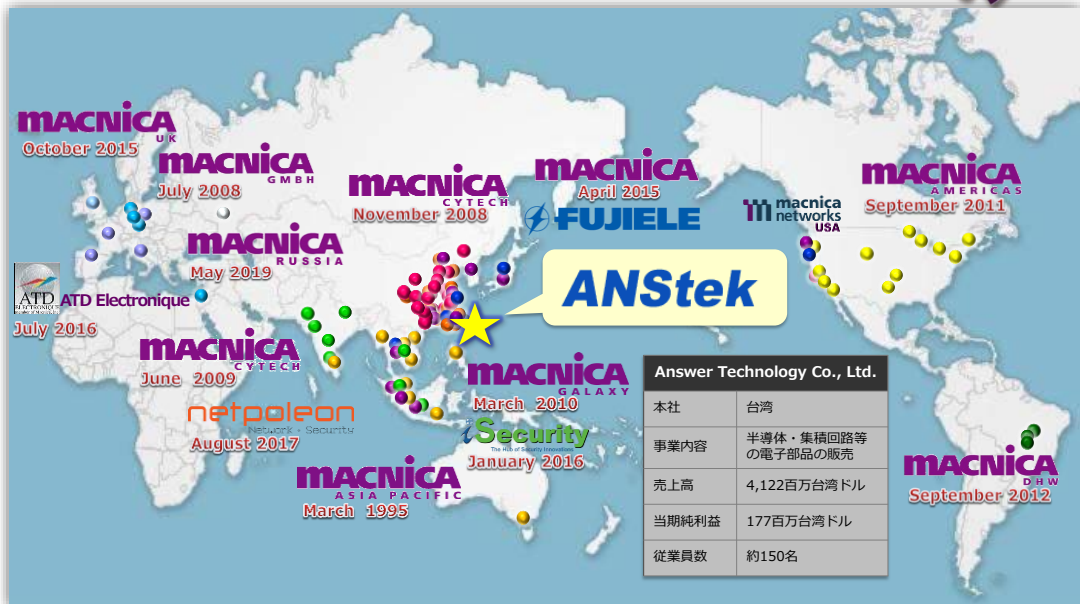 macnica
UK
October 2015
macnica
GMBH
July 2008
macnica
CYTECH
November 2008
macnica
April 2015
FUJIELE
macnica
networks
USA
macnica
AMERICAS
September 2011
macnica
RUSSIA
May 2019
ANStek
ATD
ELECTRONIQUE
ATD Electronique
July 2016
macnica
CYTECH
June 2009
macnica
GALAXY
March 2010
netpoleon
Network • Security
August 2017
iSecurity
The Hub of Security Innovations
January 2016
macnica
ASIA PACIFIC
March 1995
Answer Technology Co., Ltd.
本社 台湾
事業内容 半導体・集積回路等
の電子部品の販売
売上高 4,122百万台湾ドル
当期純利益 177百万台湾ドル
従業員数 約150名
macnica
DHW
September 2012